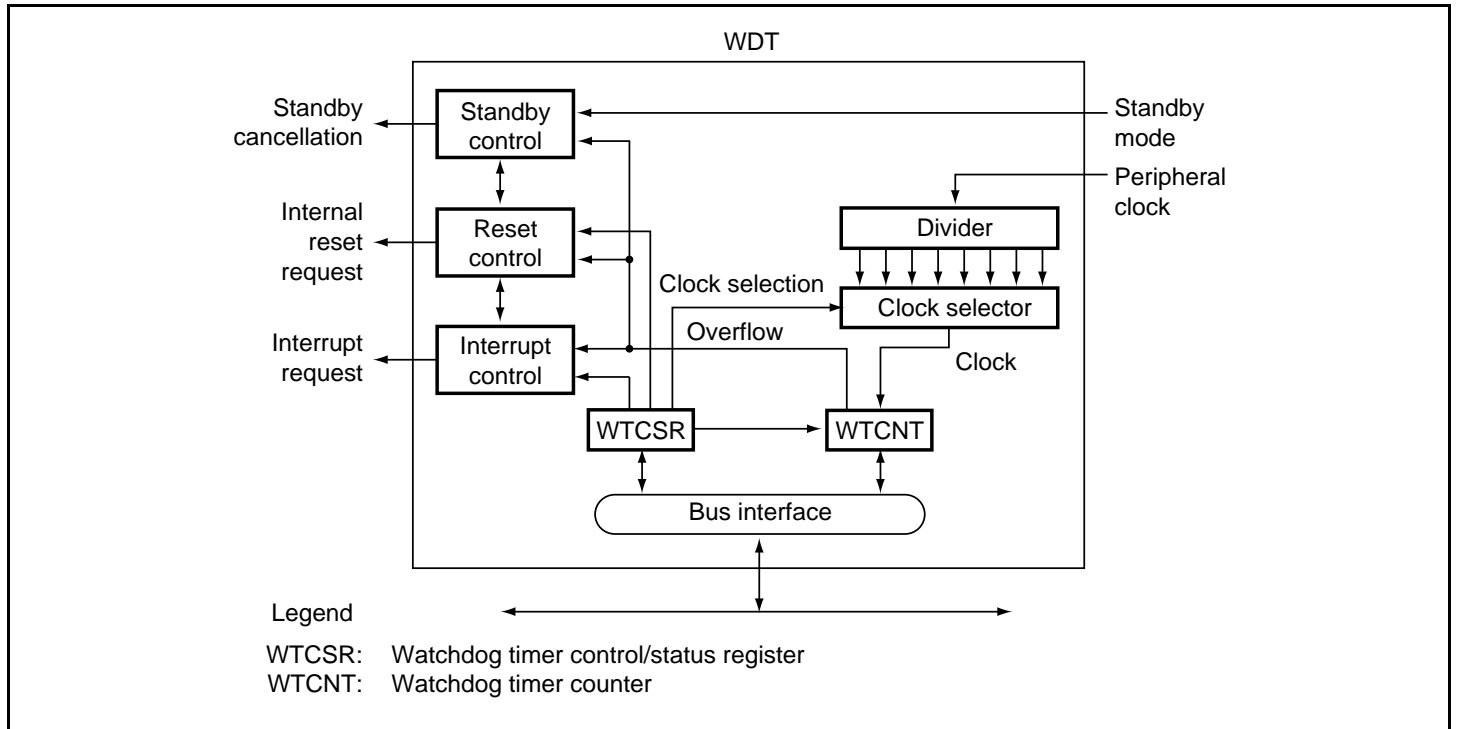 WDT
Standby
cancellation
Standby
control
Standby
mode
Peripheral
clock
Internal
reset
request
Reset
control
Divider
Clock selection
Clock selector
Overflow
Interrupt
request
Interrupt
control
Clock
WTCSR
WTCNT
Bus interface
Legend
WTCSR: Watchdog timer control/status register
WTCNT: Watchdog timer counter